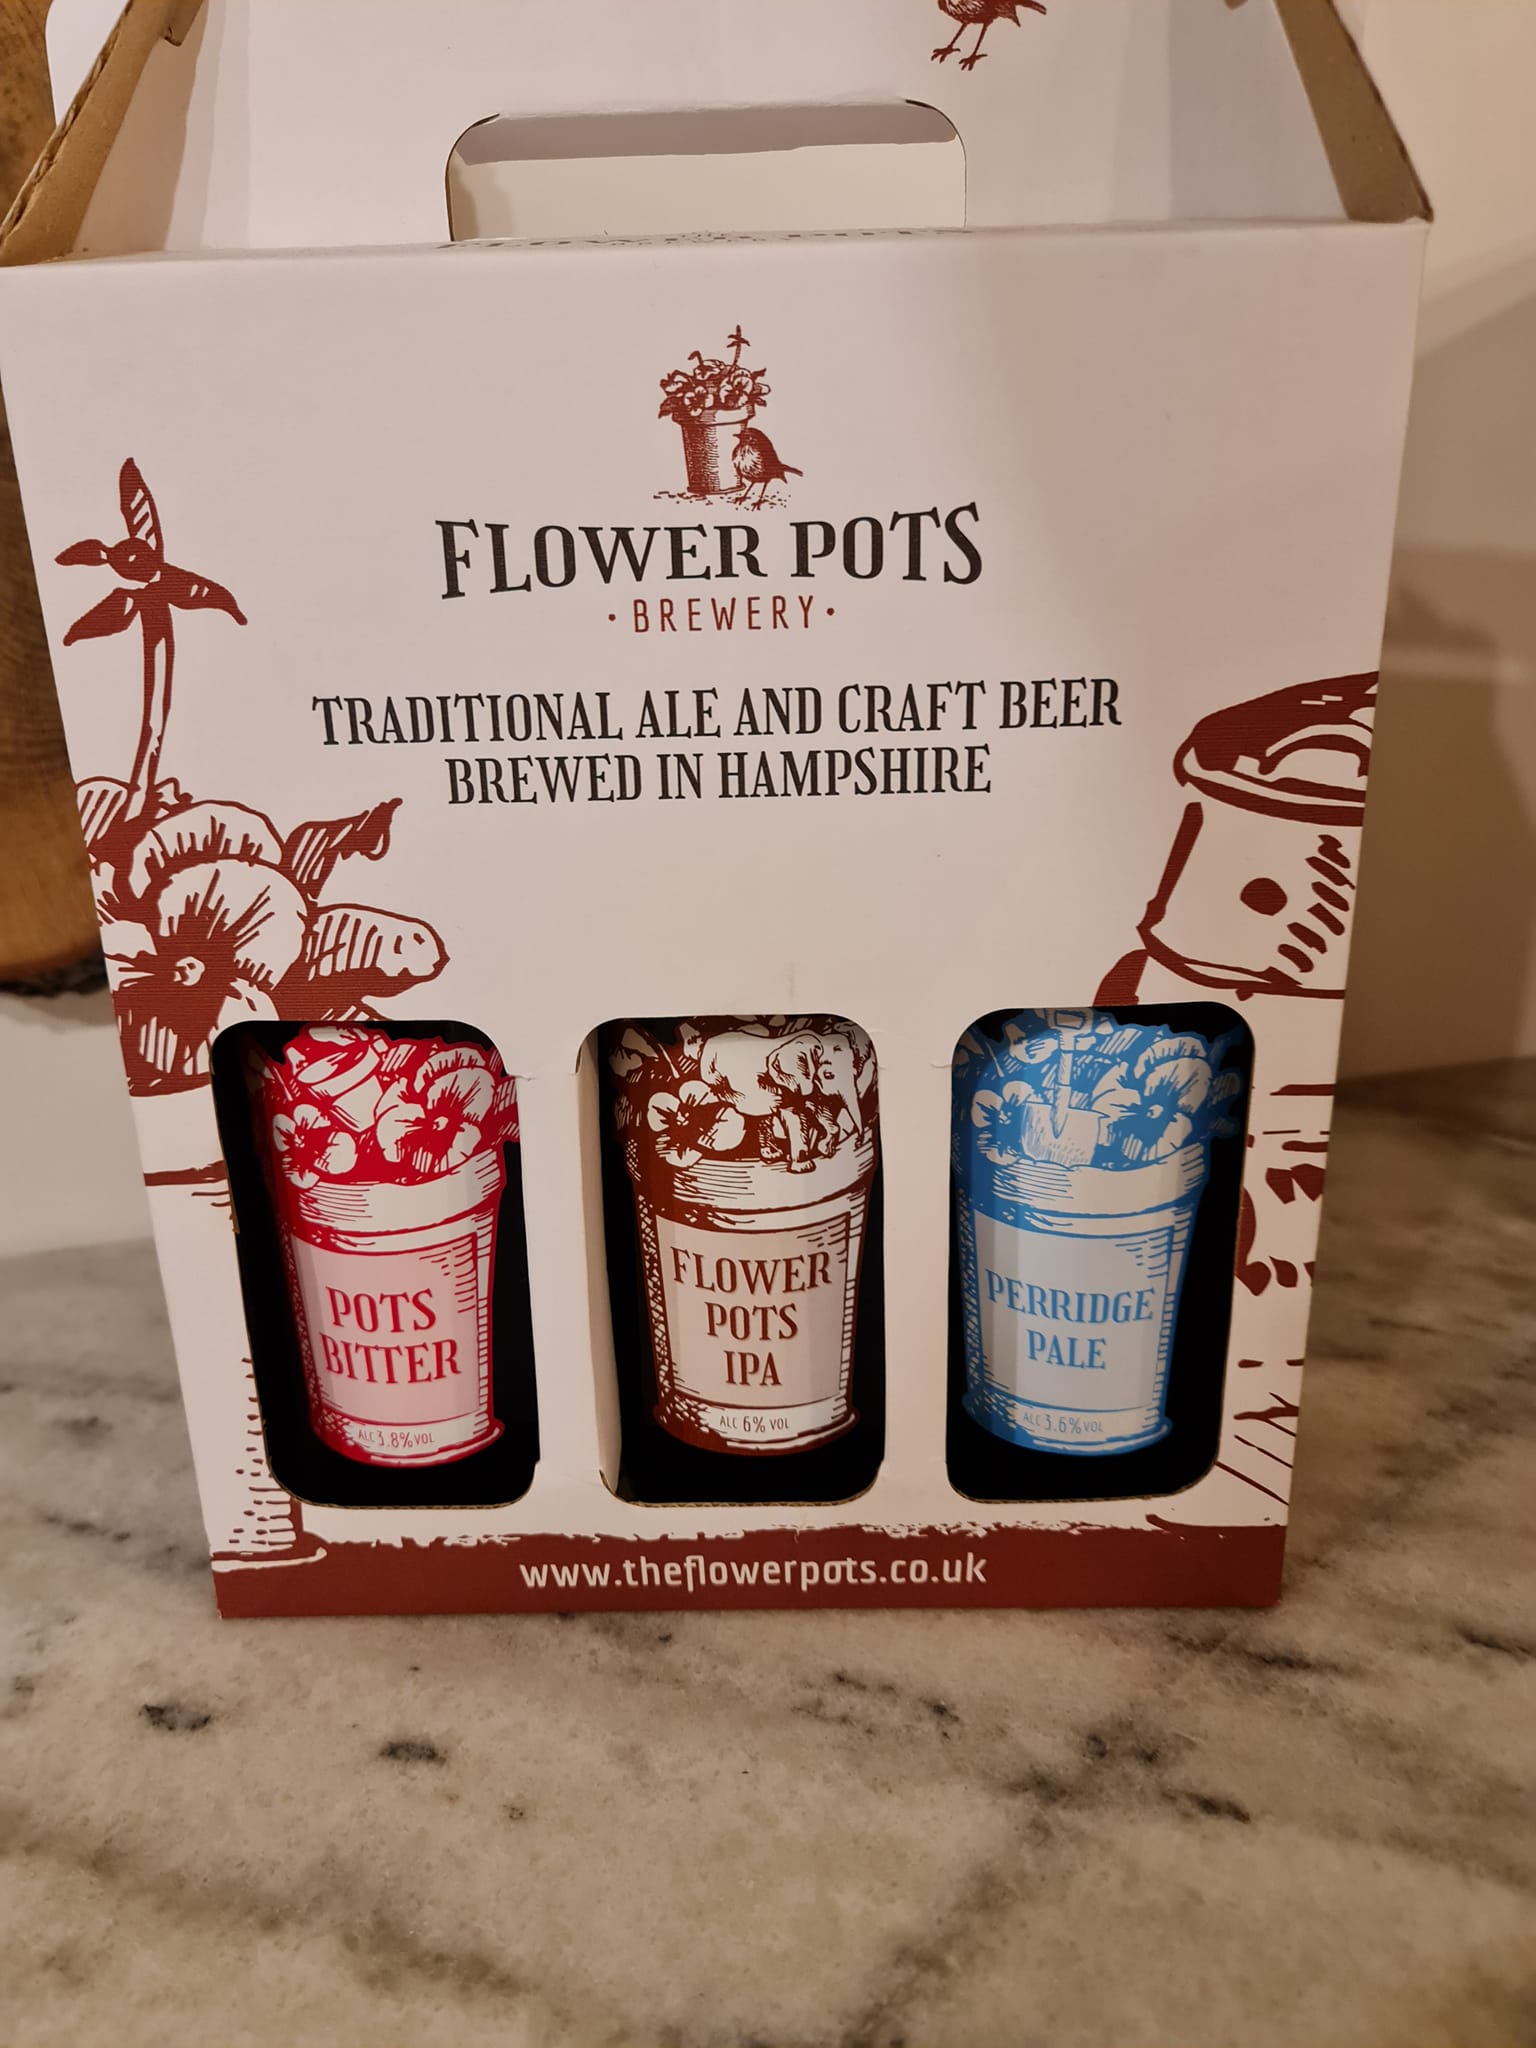 FLOWER POTS
· BREWERY ·
TRADITIONAL ALE AND CRAFT BEER
BREWED IN HAMPSHIRE
POTS
BITTER
ALC 3.8% VOL
FLOWER
POTS
IPA
ALC 6% VOL
PERRIDGE
PALE
ALC 3.6% VOL
www.theflowerpots.co.uk